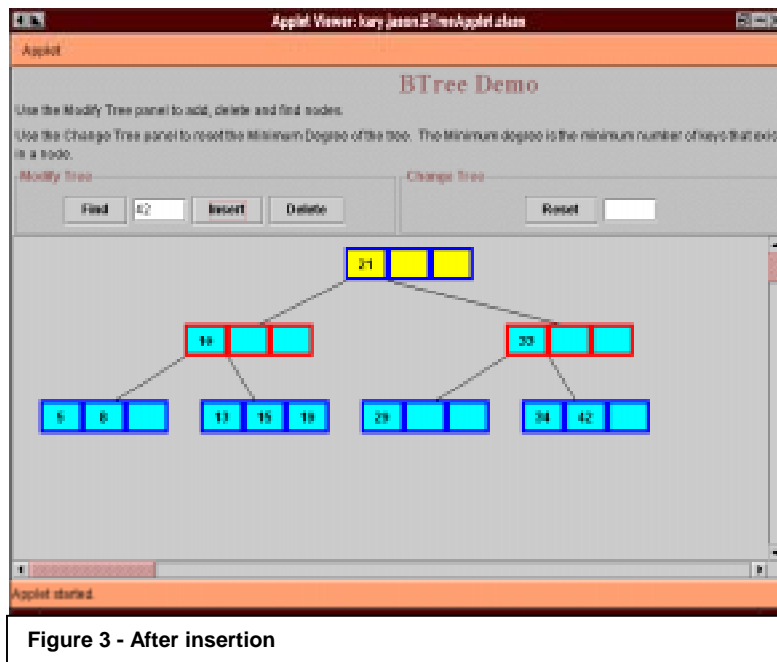 Applet Viewer: kary.jason.BTreeApplet.class
Applet
BTree Demo
Use the Modify Tree panel to add, delete and find nodes.
Use the Change Tree panel to reset the Minimum Degree of the tree. The Minimum degree is the minimum number of keys that exis
in a node.
Modify Tree
Change Tree
Find 42 Insert Delete
Reset
21
10
33
5 8
13 15 19
29
34 42
Applet started.
Figure 3 - After insertion